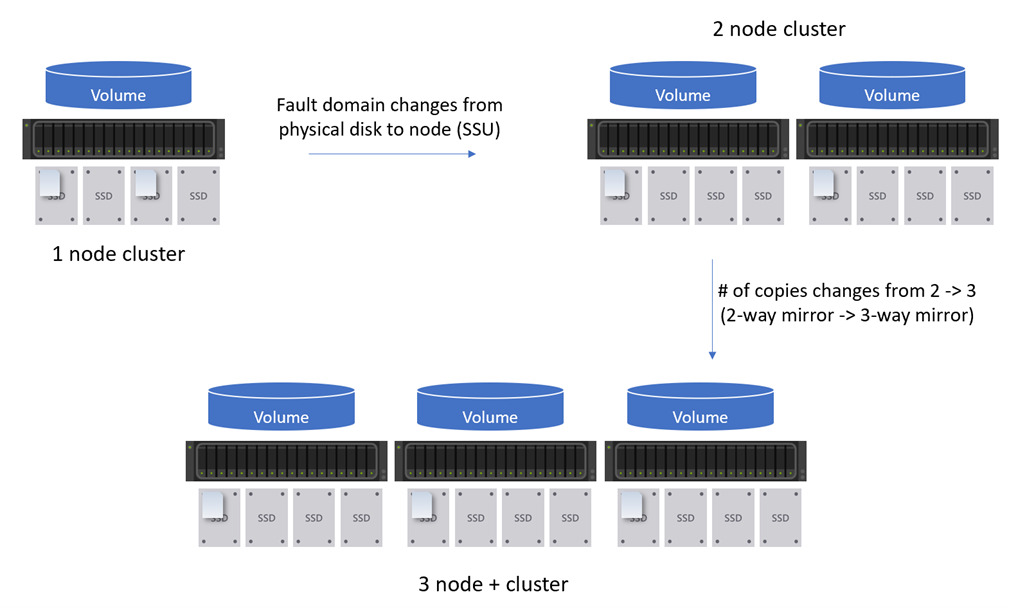 2 node cluster
Volume
Fault domain changes from
physical disk to node (SSU)
Volume
Volume
SSD
SSD
SSD
SSD
1 node cluster
SSD
SSD
SSD
SSD
SSD
SSD
SSD
SSD
# of copies changes from 2 -> 3
(2-way mirror -> 3-way mirror)
Volume
Volume
Volume
SSD
SSD
SSD
SSD
SSD
SSD
SSD
SSD
SSD
SSD
SSD
SSD
3 node + cluster